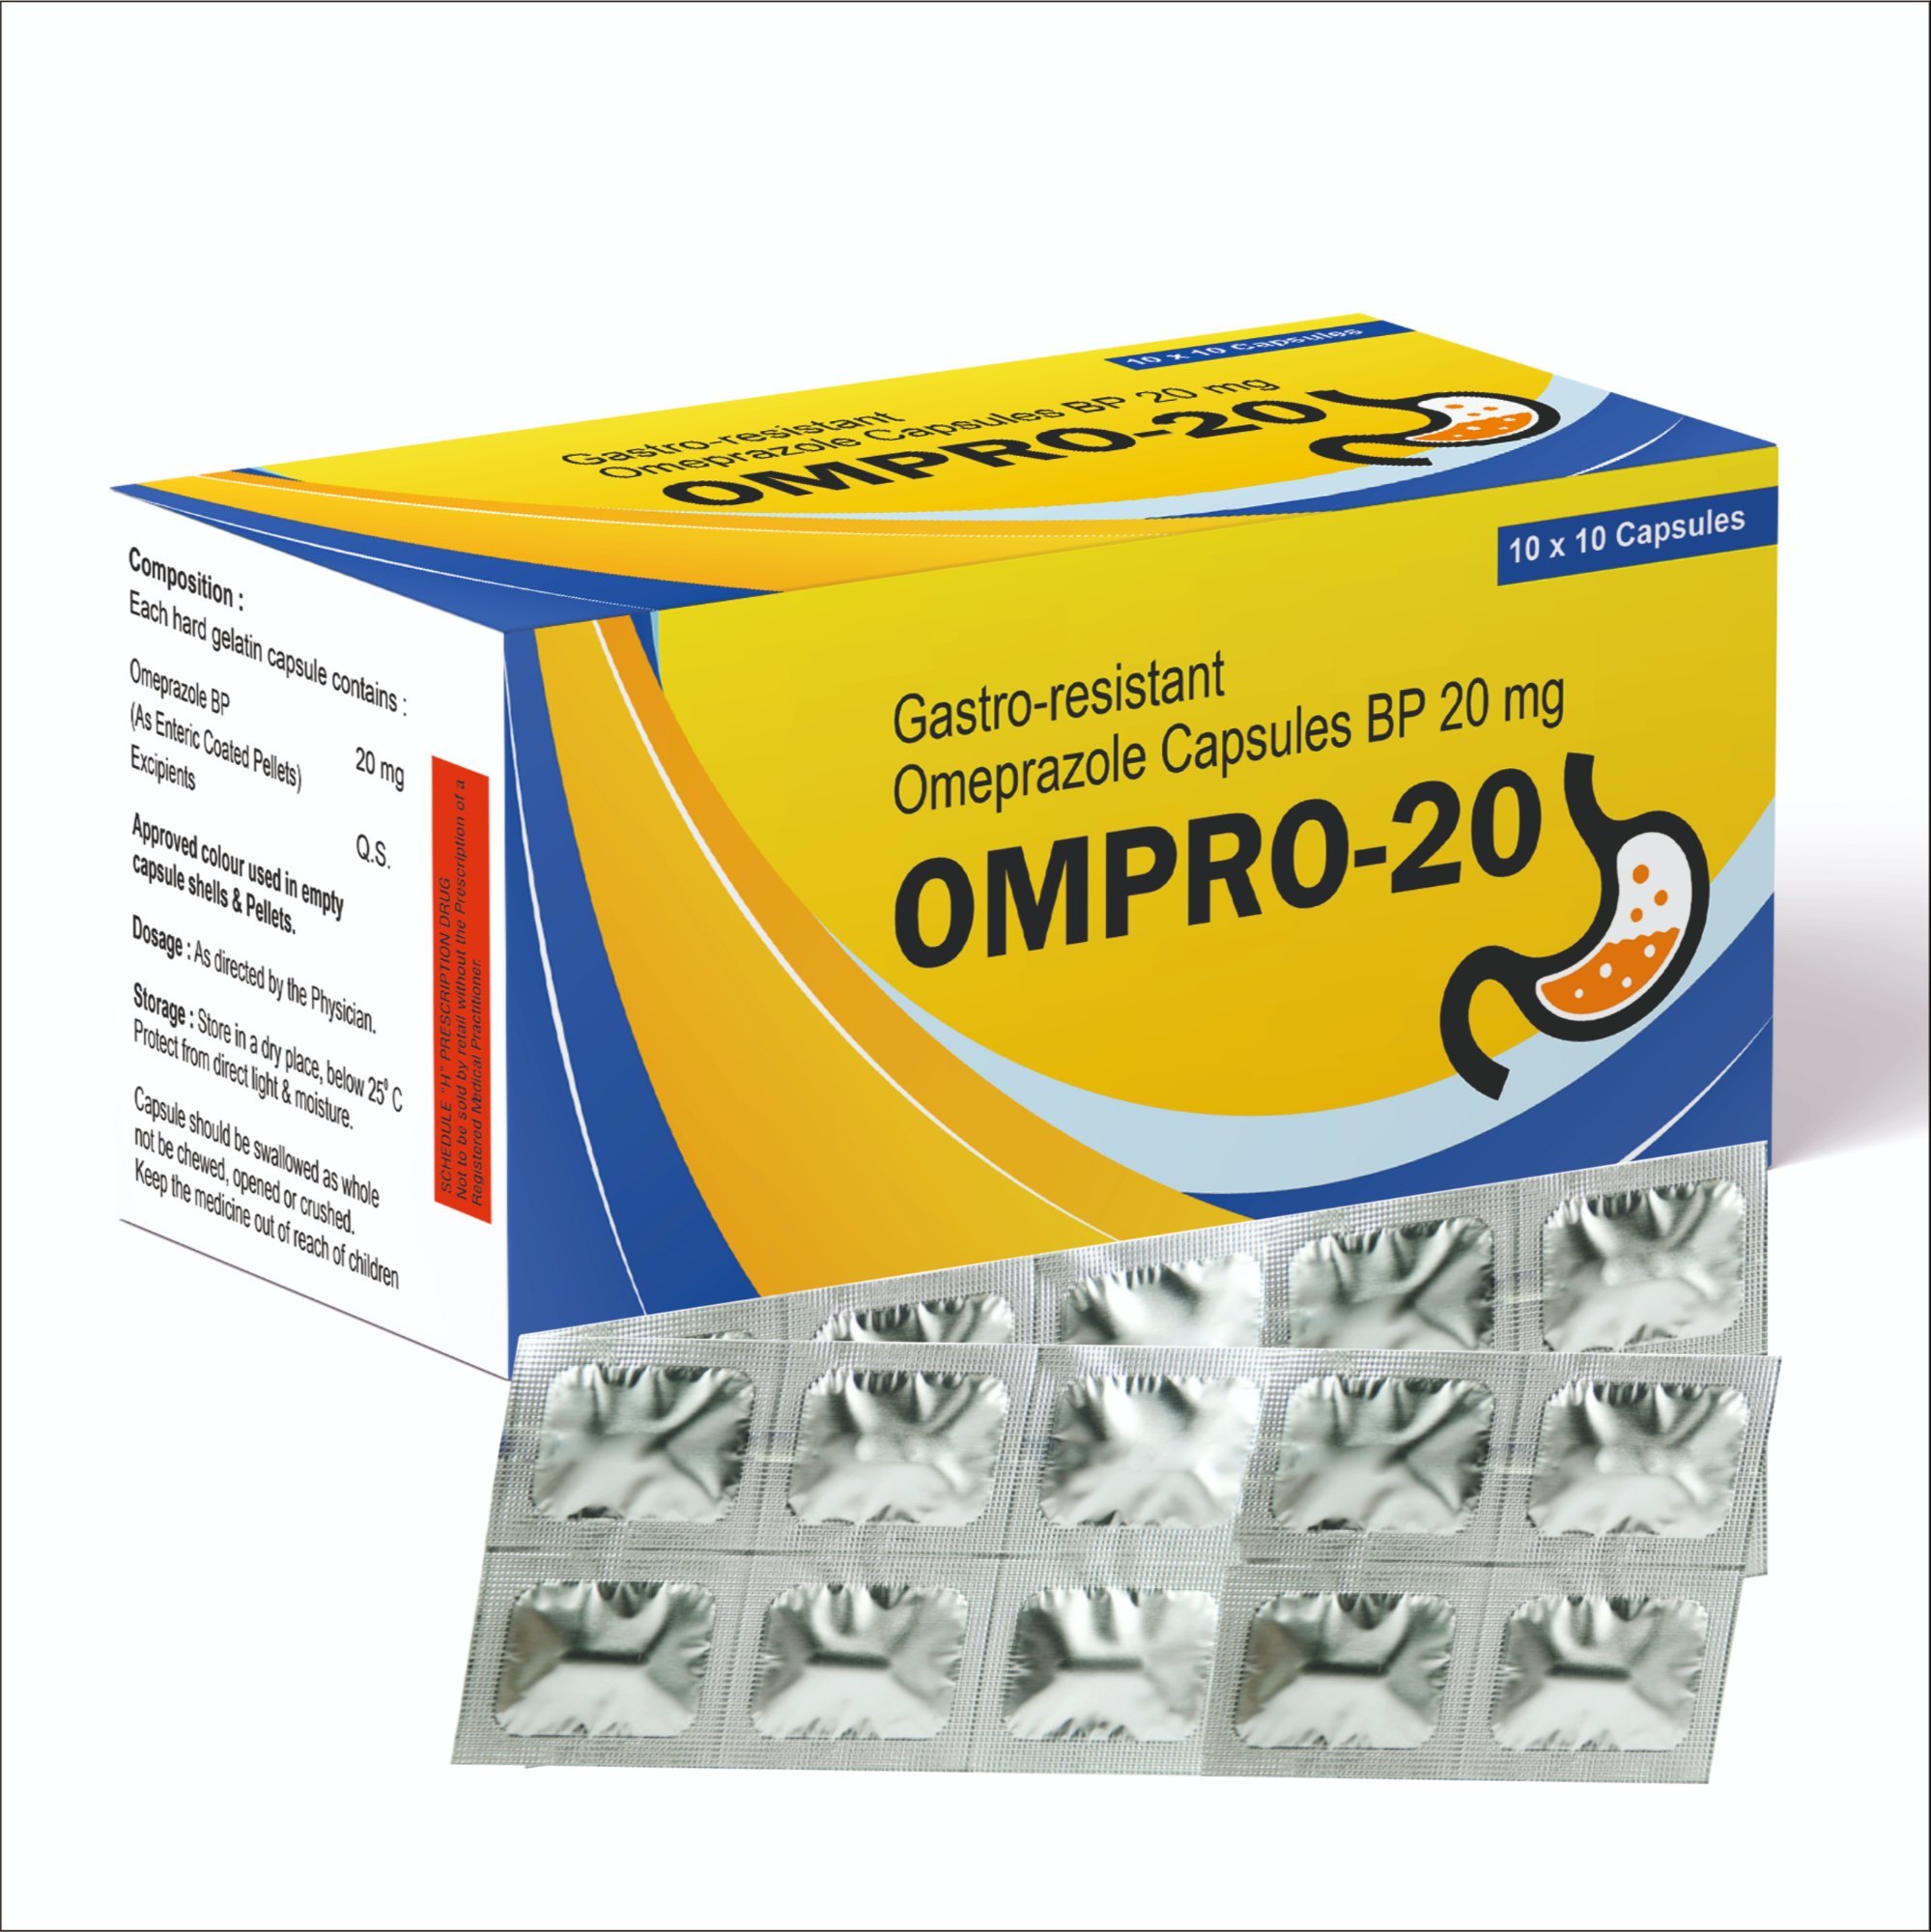 10 x 10 Capsules
Gastro-resistant
Omeprazole Capsules BP 20 mg
OMPRO-20
10 x 10 Capsules
Gastro-resistant
Omeprazole Capsules BP 20 mg
OMPRO-20
Composition :
Each hard gelatin capsule contains :
Omeprazole BP
(As Enteric Coated Pellets) 20 mg
Excipients Q.S.
Approved colour used in empty
capsule shells & Pellets.
Dosage : As directed by the Physician.
Storage : Store in a dry place, below 25⁰ C
Protect from direct light & moisture.
Capsule should be swallowed as whole
not be chewed, opened or crushed.
Keep the medicine out of reach of children
SCHEDULE "H" PRESCRIPTION DRUG
Not to be sold by retail without the Prescription of a
Registered Medical Practitioner.